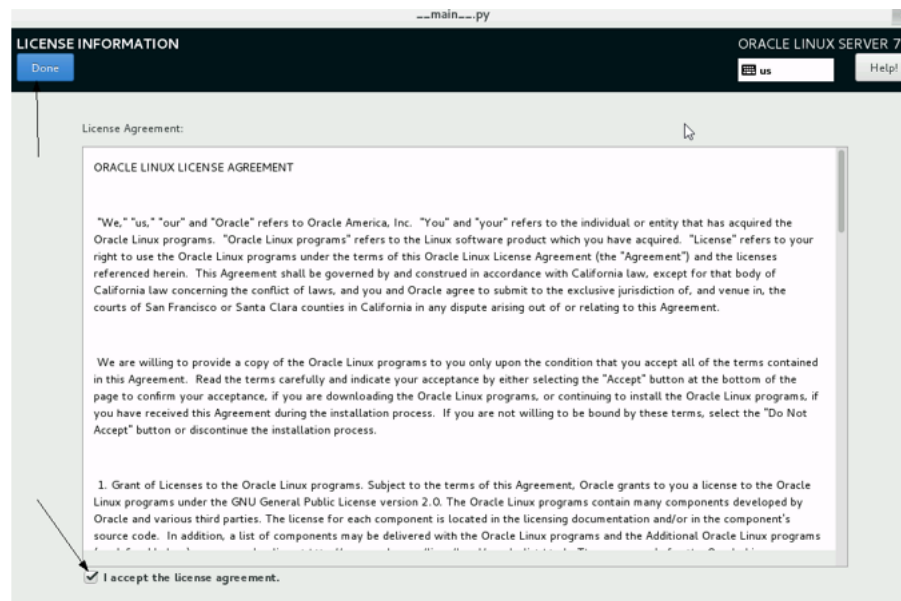 __main__.py
LICENSE INFORMATION
ORACLE LINUX SERVER 7
Done
us
Help!
License Agreement:
ORACLE LINUX LICENSE AGREEMENT
"We," "us," "our" and "Oracle" refers to Oracle America, Inc. "You" and "your" refers to the individual or entity that has acquired the
Oracle Linux programs. "Oracle Linux programs" refers to the Linux software product which you have acquired. "License" refers to your
right to use the Oracle Linux programs under the terms of this Oracle Linux License Agreement (the "Agreement") and the licenses
referenced herein. This Agreement shall be governed by and construed in accordance with California law, except for that body of
California law concerning the conflict of laws, and you and Oracle agree to submit to the exclusive jurisdiction of, and venue in, the
courts of San Francisco or Santa Clara counties in California in any dispute arising out of or relating to this Agreement.
We are willing to provide a copy of the Oracle Linux programs to you only upon the condition that you accept all of the terms contained
in this Agreement. Read the terms carefully and indicate your acceptance by either selecting the "Accept" button at the bottom of the
page to confirm your acceptance, if you are downloading the Oracle Linux programs, or continuing to install the Oracle Linux programs, if
you have received this Agreement during the installation process. If you are not willing to be bound by these terms, select the "Do Not
Accept" button or discontinue the installation process.
1. Grant of Licenses to the Oracle Linux programs. Subject to the terms of this Agreement, Oracle grants to you a license to the Oracle
Linux programs under the GNU General Public License version 2.0. The Oracle Linux programs contain many components developed by
Oracle and various third parties. The license for each component is located in the licensing documentation and/or in the component's
source code. In addition, a list of components may be delivered with the Oracle Linux programs and the Additional Oracle Linux programs
I accept the license agreement.